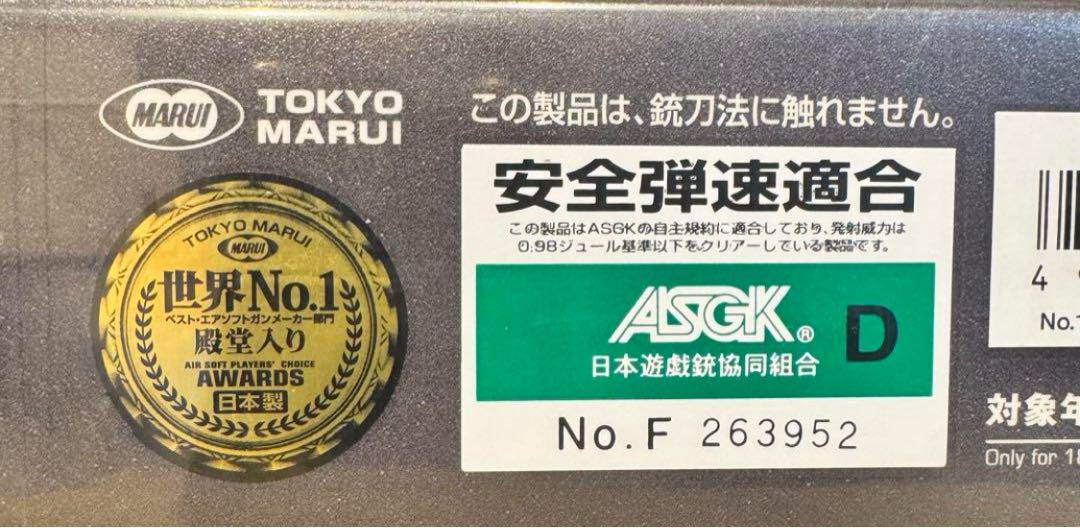 MARUI
TOKYO
MARUI
この製品は、銃刀法に触れません。
TOKYO MARUI
MARUI
世界No.1
ベスト・エアソフトガンメーカー部門
殿堂入り
AIR SOFT PLAYERS' CHOICE
AWARDS
日本製
安全弾速適合
この製品はASGKの自主規約に適合しており、発射威力は
0.98ジュール基準以下をクリアーしている製品です。
ASGK®
日本遊戯銃協同組合
D
No.F 263952
4
No.
対象年
Only for 18